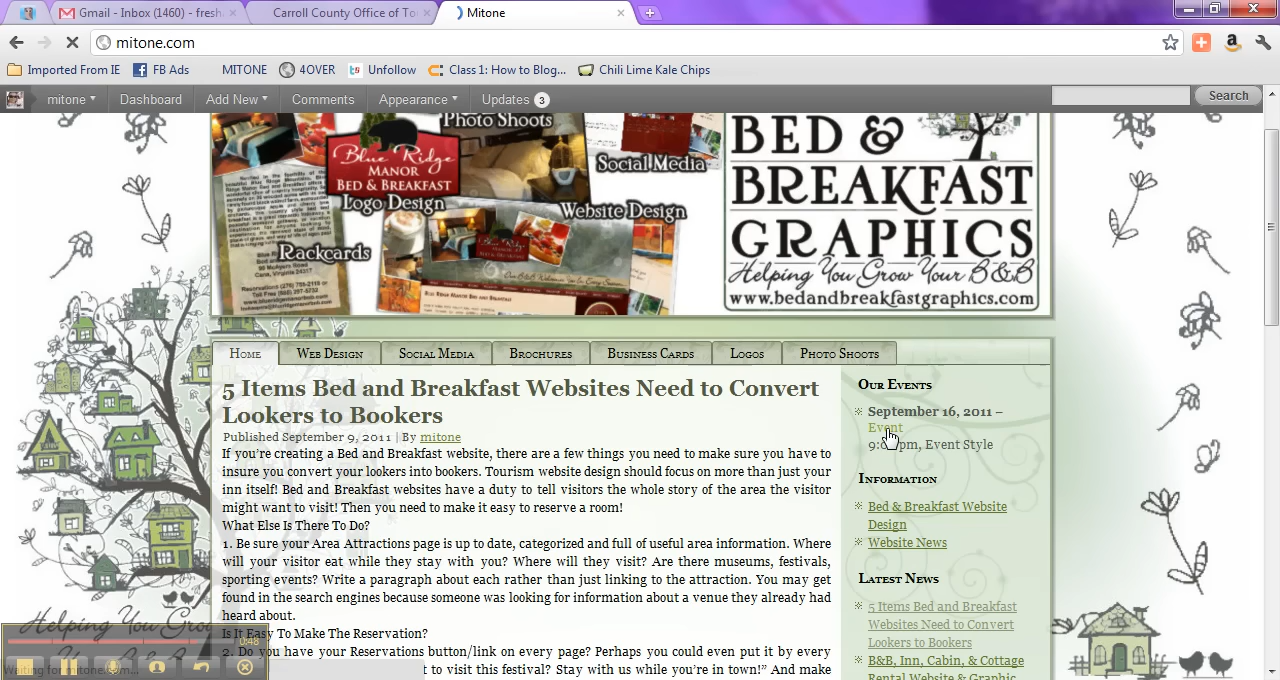 Gmail - Inbox (1460) - fresh
Carroll County Office of To
Mitone
mitone.com
Imported From IE
FB Ads
MITONE
4OVER
Unfollow
Class 1: How to Blog...
Chili Lime Kale Chips
mitone
Dashboard
Add New
Comments
Appearance
Updates 3
Search
Photo Shoots
Blue Ridge
Manor
Bed & Breakfast
Logo Design
Social Media
Website Design
Rackcards
BED &
BREAKFAST
GRAPHICS
Helping You Grow Your B&B
www.bedandbreakfastgraphics.com
Home
Web Design
Social Media
Brochures
Business Cards
Logos
Photo Shoots
5 Items Bed and Breakfast Websites Need to Convert
Lookers to Bookers
Published September 9, 2011 | By mitone
If you're creating a Bed and Breakfast website, there are a few things you need to make sure you have to
insure you convert your lookers into bookers. Tourism website design should focus on more than just your
inn itself! Bed and Breakfast websites have a duty to tell visitors the whole story of the area the visitor
might want to visit! Then you need to make it easy to reserve a room!
What Else Is There To Do?
1. Be sure your Area Attractions page is up to date, categorized and full of useful area information. Where
will your visitor eat while they stay with you? Where will they visit? Are there museums, festivals,
sporting events? Write a paragraph about each rather than just linking to the attraction. You may get
found in the search engines because someone was looking for information about a venue they already had
heard about.
Is It Easy To Make The Reservation?
2. Do you have your Reservations button/link on every page? Perhaps you could even put it by every
t to visit this festival? Stay with us while you're in town!" And make
Our Events
September 16, 2011 –
Event
pm, Event Style
Information
Bed & Breakfast Website
Design
Website News
Latest News
5 Items Bed and Breakfast
Websites Need to Convert
Lookers to Bookers
B&B, Inn, Cabin, & Cottage
Rental Website & Graphic
Helping You Grow
0:48
Waiting for mitone.com...